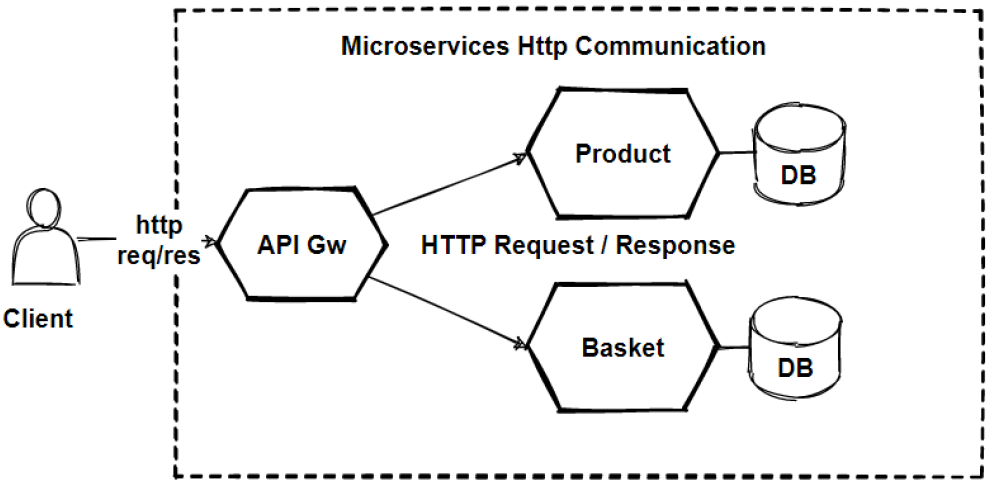 Microservices Http Communication
Product
DB
http
req/res
API Gw
HTTP Request / Response
Client
Basket
DB